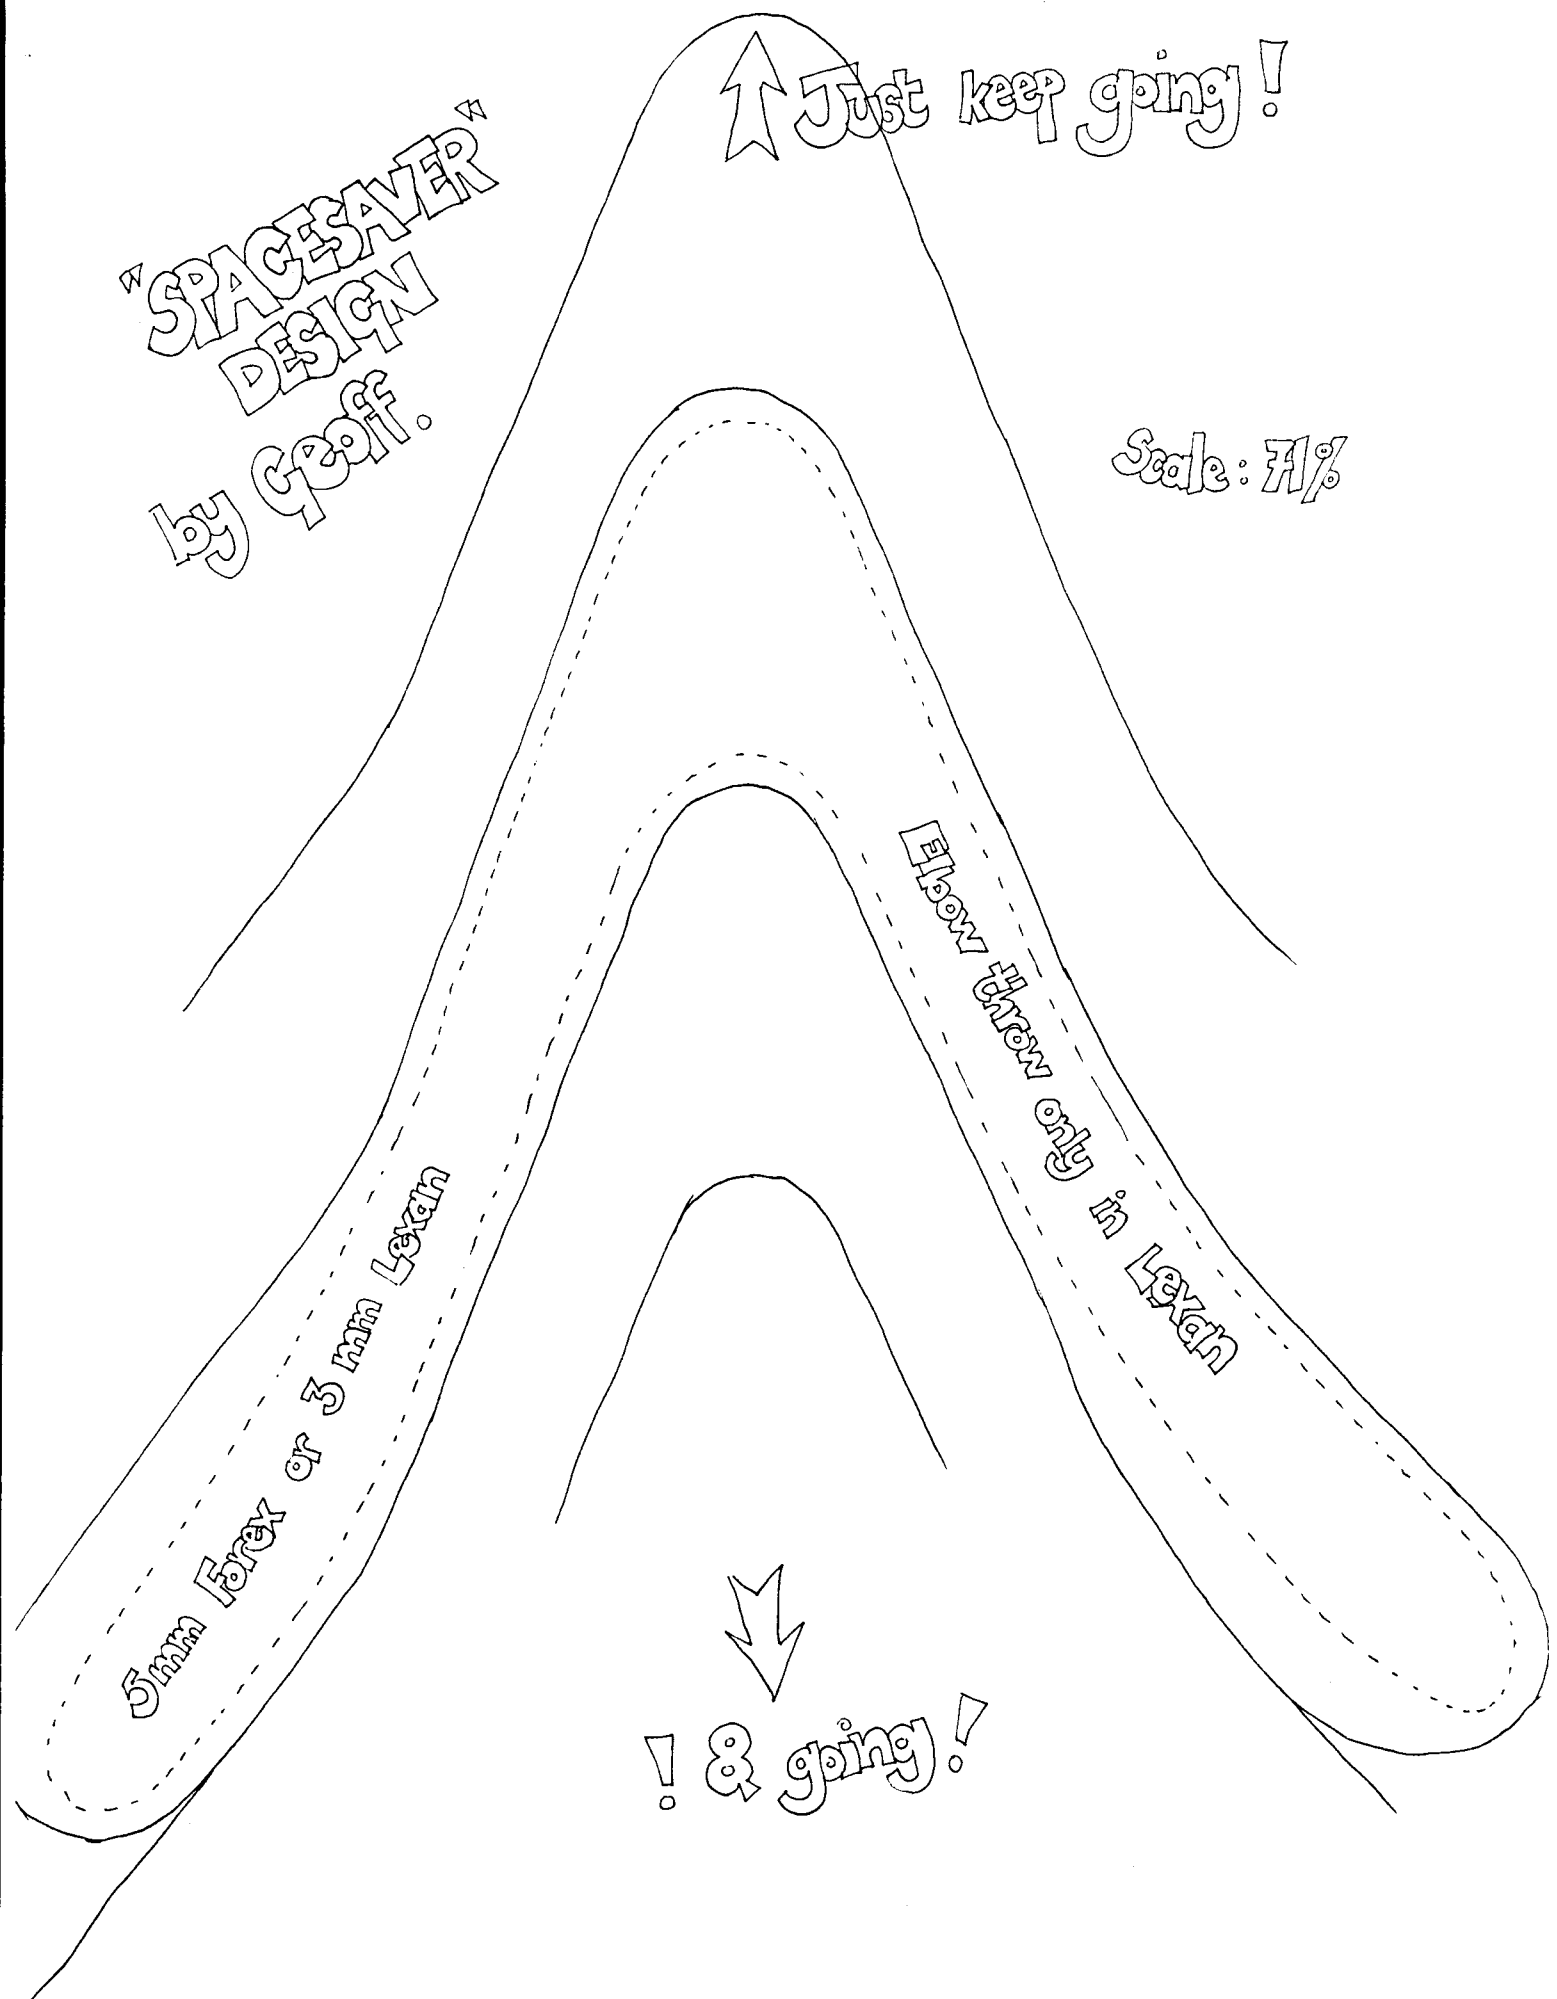 Just keep going!
"SPACESAVER"
DESIGN
by Geoff.
Scale: 71%
Elbow throw only in Lexan
5mm Forex or 3mm Lexan
! & going!